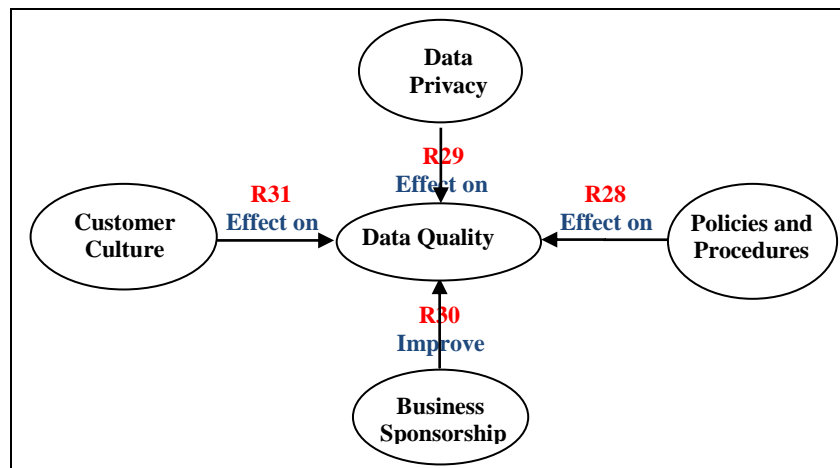 Data
Privacy
R29
Effect on
R31
Effect on
R28
Effect on
Customer
Culture
Data Quality
Policies and
Procedures
R30
Improve
Business
Sponsorship